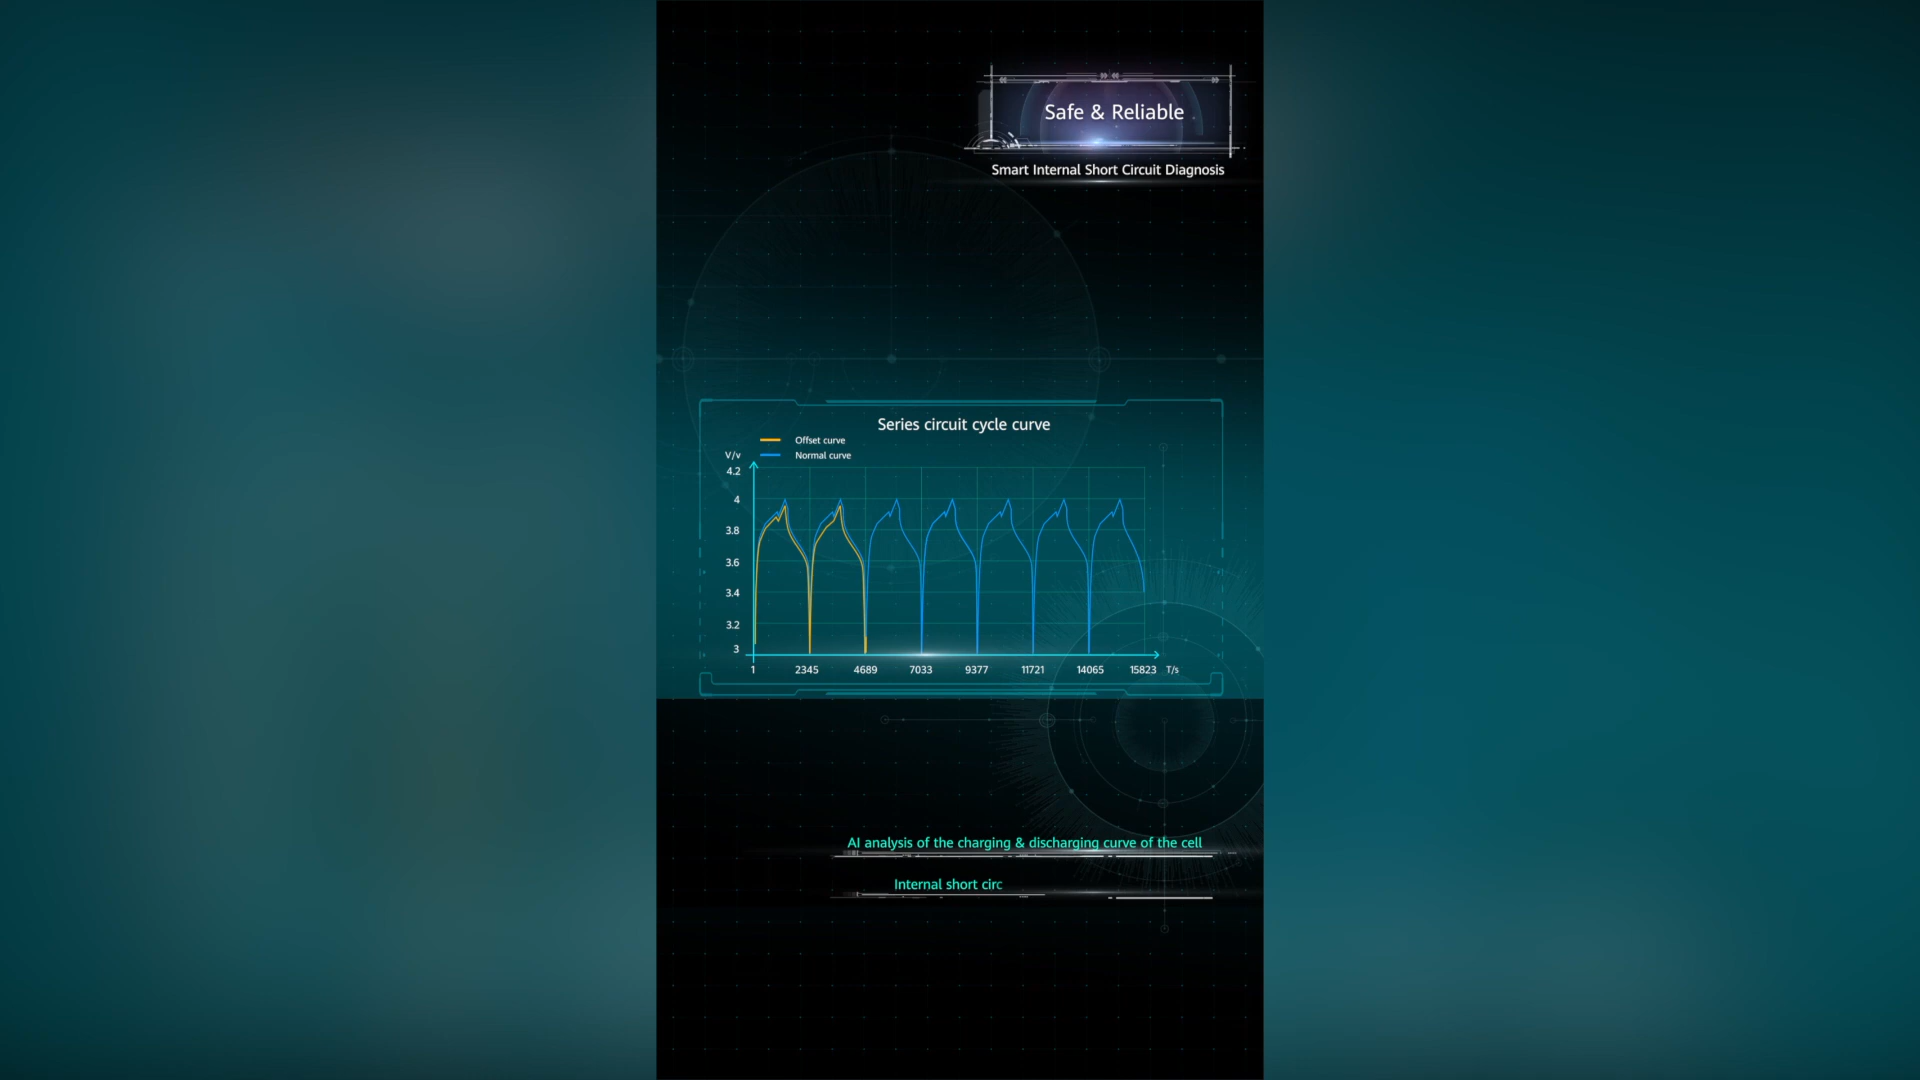 Safe & Reliable
Smart Internal Short Circuit Diagnosis
Series circuit cycle curve
Offset curve
Normal curve
V/v
4.2
4
3.8
3.6
3.4
3.2
3
1 2345 4689 7033 9377 11721 14065 15823 T/s
AI analysis of the charging & discharging curve of the cell
Internal short circ